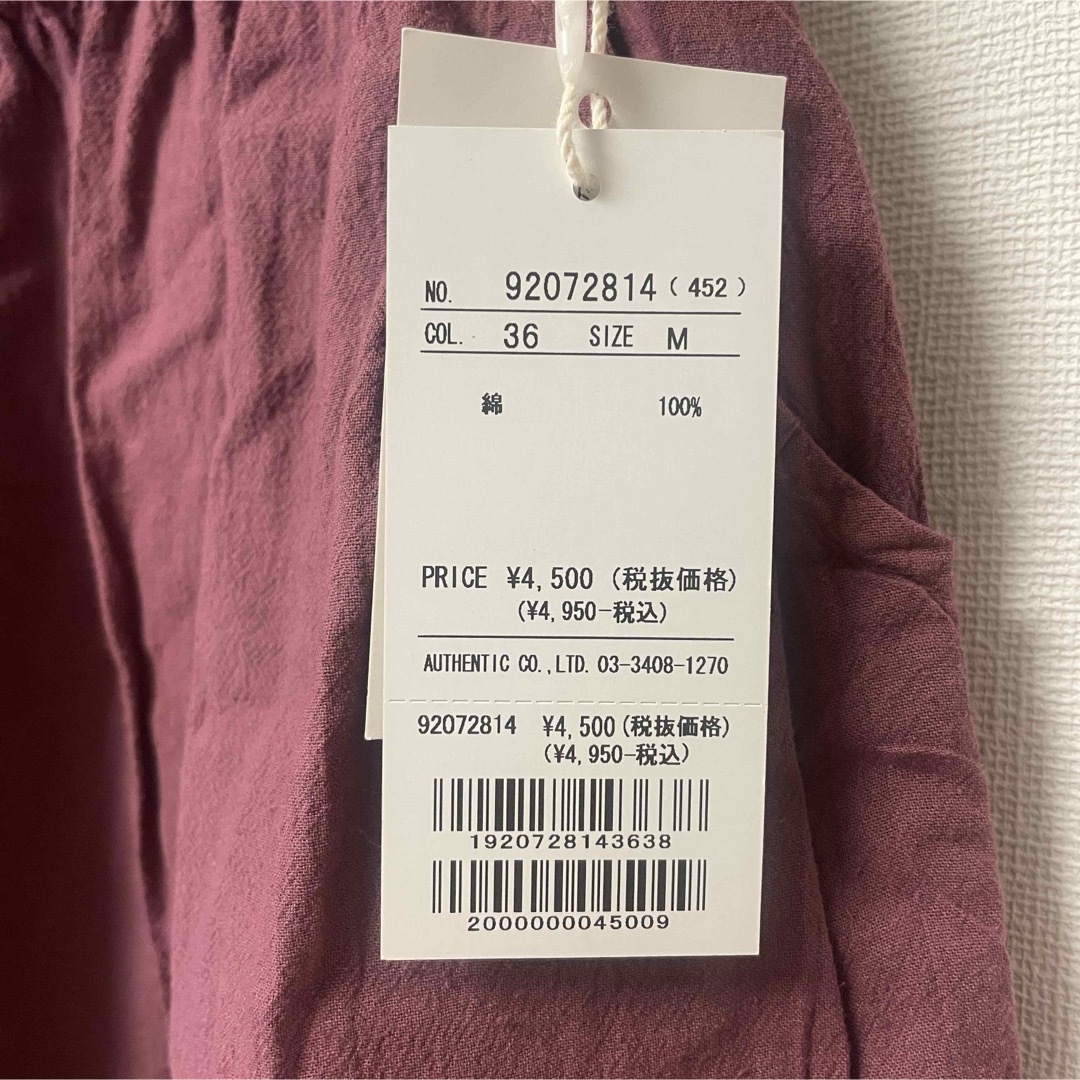 NO. 92072814 (452)
COL. 36 SIZE M
綿 100%
PRICE ¥4,500 (税抜価格)
(¥4,950-税込)
AUTHENTIC CO.,LTD. 03-3408-1270
92072814 ¥4,500(税抜価格)
(¥4,950-税込)
1920728143638
2000000045009